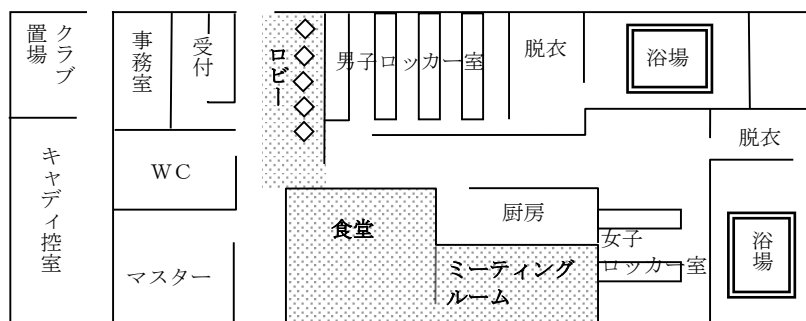 クラブ
置場
事務室
受付
ロビー
男子ロッカー室
脱衣
浴場
脱衣
キャディ控室
WC
マスター
食堂
厨房
ミーティング
ルーム
女子
ロッカー室
浴場